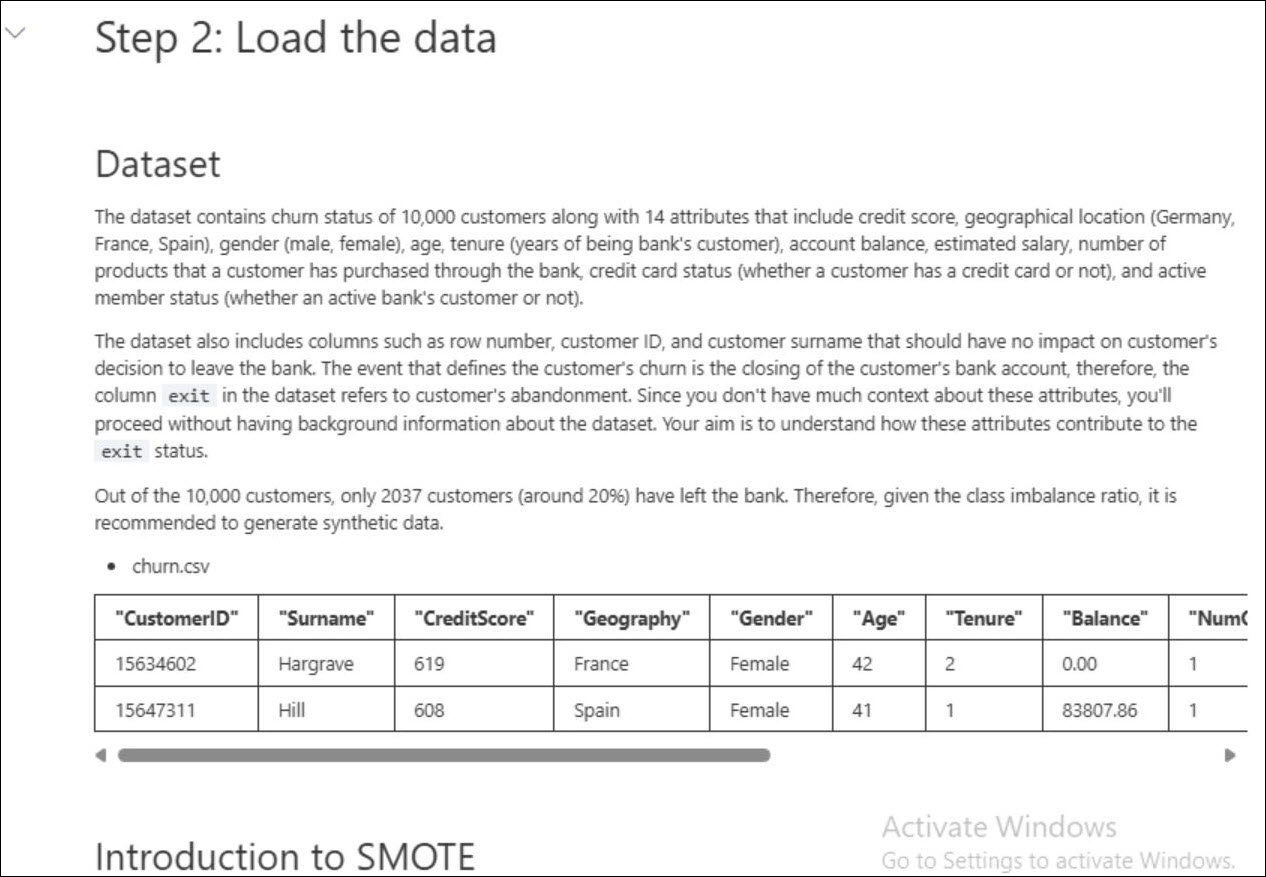 Step 2: Load the data
Dataset
The dataset contains churn status of 10,000 customers along with 14 attributes that include credit score, geographical location (Germany,
France, Spain), gender (male, female), age, tenure (years of being bank's customer), account balance, estimated salary, number of
products that a customer has purchased through the bank, credit card status (whether a customer has a credit card or not), and active
member status (whether an active bank's customer or not).
The dataset also includes columns such as row number, customer ID, and customer surname that should have no impact on customer's
decision to leave the bank. The event that defines the customer's churn is the closing of the customer's bank account, therefore, the
column exit in the dataset refers to customer's abandonment. Since you don't have much context about these attributes, you'll
proceed without having background information about the dataset. Your aim is to understand how these attributes contribute to the
exit status.
Out of the 10,000 customers, only 2037 customers (around 20%) have left the bank. Therefore, given the class imbalance ratio, it is
recommended to generate synthetic data.
• churn.csv
"CustomerID" "Surname" "CreditScore" "Geography" "Gender" "Age" "Tenure" "Balance"
15634602 Hargrave 619 France Female 42 2 0.00 1
15647311 Hill 608 Spain Female 41 1 83807.86 1
Introduction to SMOTE
Activate Windows
Go to Settings to activate Windows.